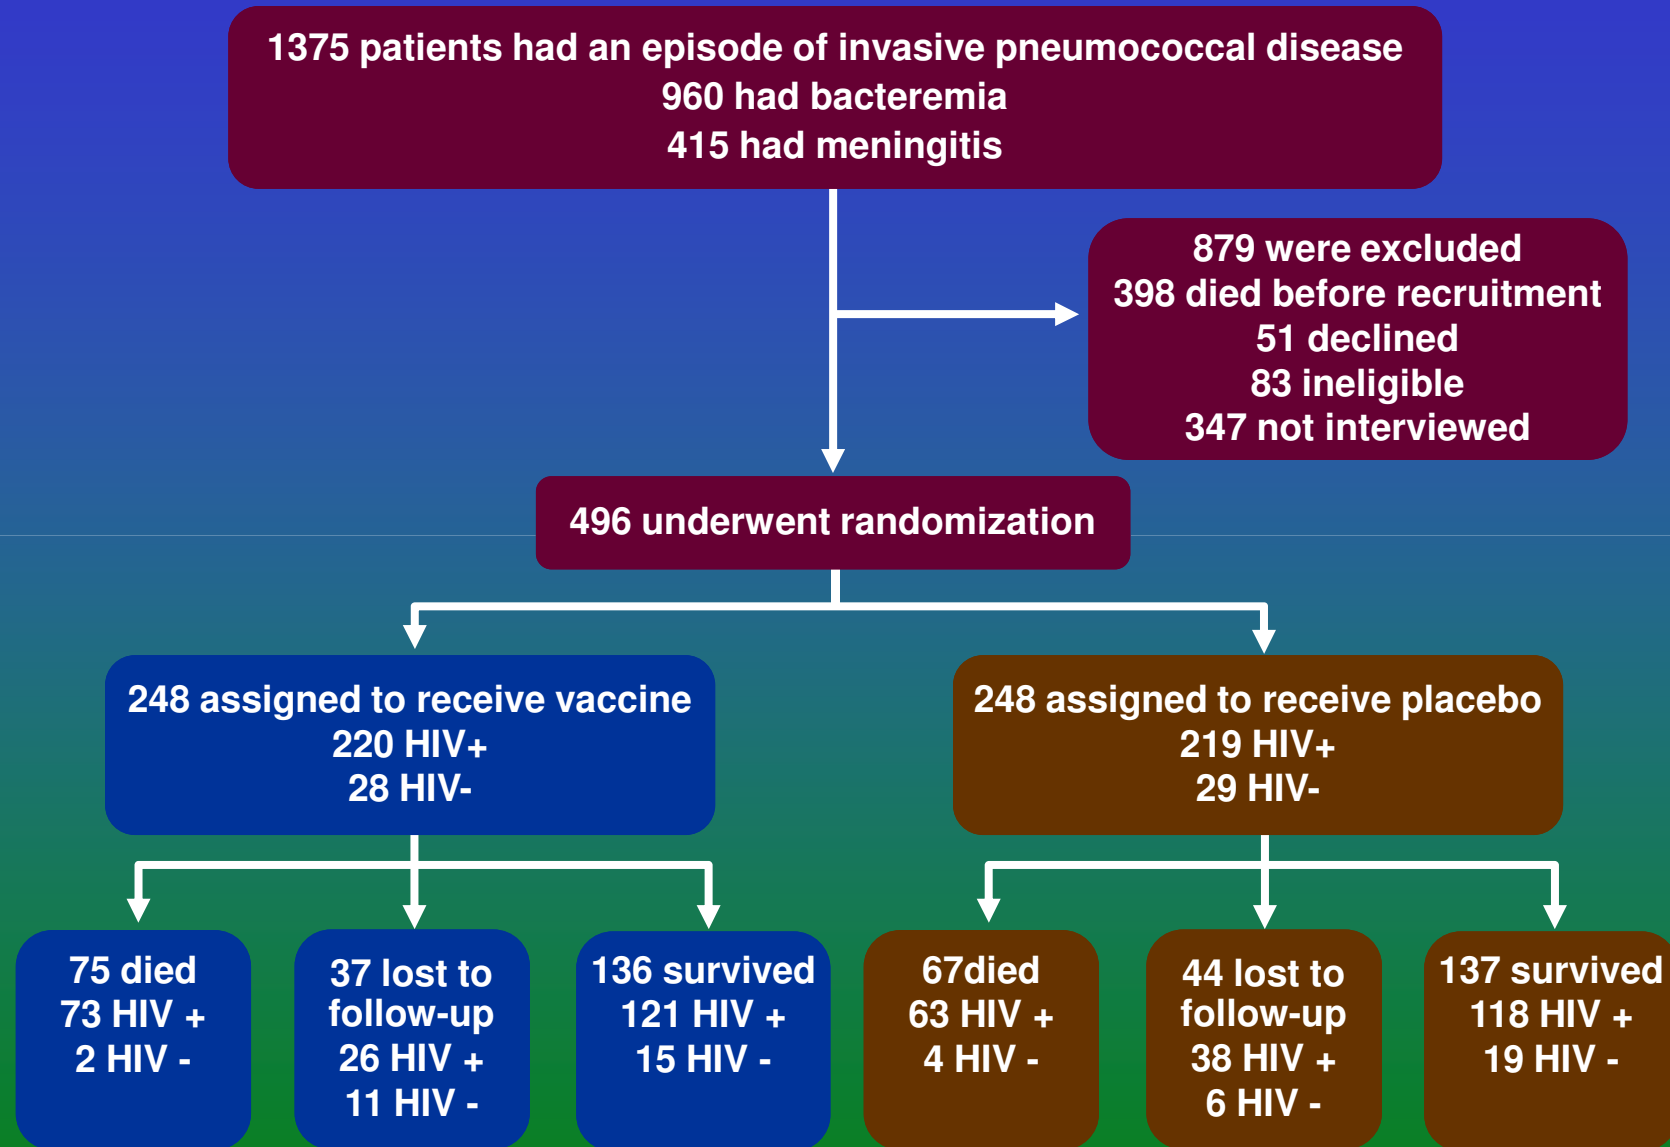 1375 patients had an episode of invasive pneumococcal disease
960 had bacteremia
415 had meningitis
879 were excluded
398 died before recruitment
51 declined
83 ineligible
347 not interviewed
496 underwent randomization
248 assigned to receive vaccine
220 HIV+
28 HIV-
248 assigned to receive placebo
219 HIV+
29 HIV-
75 died
73 HIV +
2 HIV -
37 lost to
follow-up
26 HIV +
11 HIV -
136 survived
121 HIV +
15 HIV -
67died
63 HIV +
4 HIV -
44 lost to
follow-up
38 HIV +
6 HIV -
137 survived
118 HIV +
19 HIV -